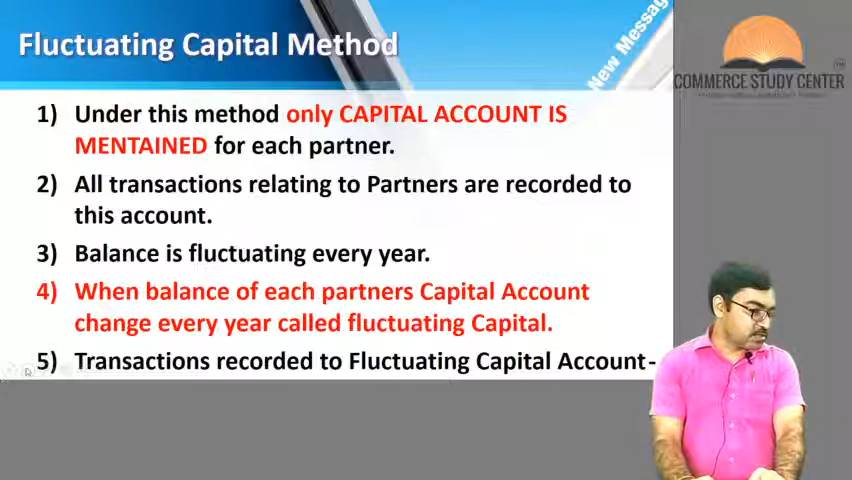 Fluctuating Capital Method
New Messag
COMMERCE STUDY CENTER
1) Under this method only CAPITAL ACCOUNT IS
MENTAINED for each partner.
2) All transactions relating to Partners are recorded to
this account.
3) Balance is fluctuating every year.
4) When balance of each partners Capital Account
change every year called fluctuating Capital.
5) Transactions recorded to Fluctuating Capital Account-